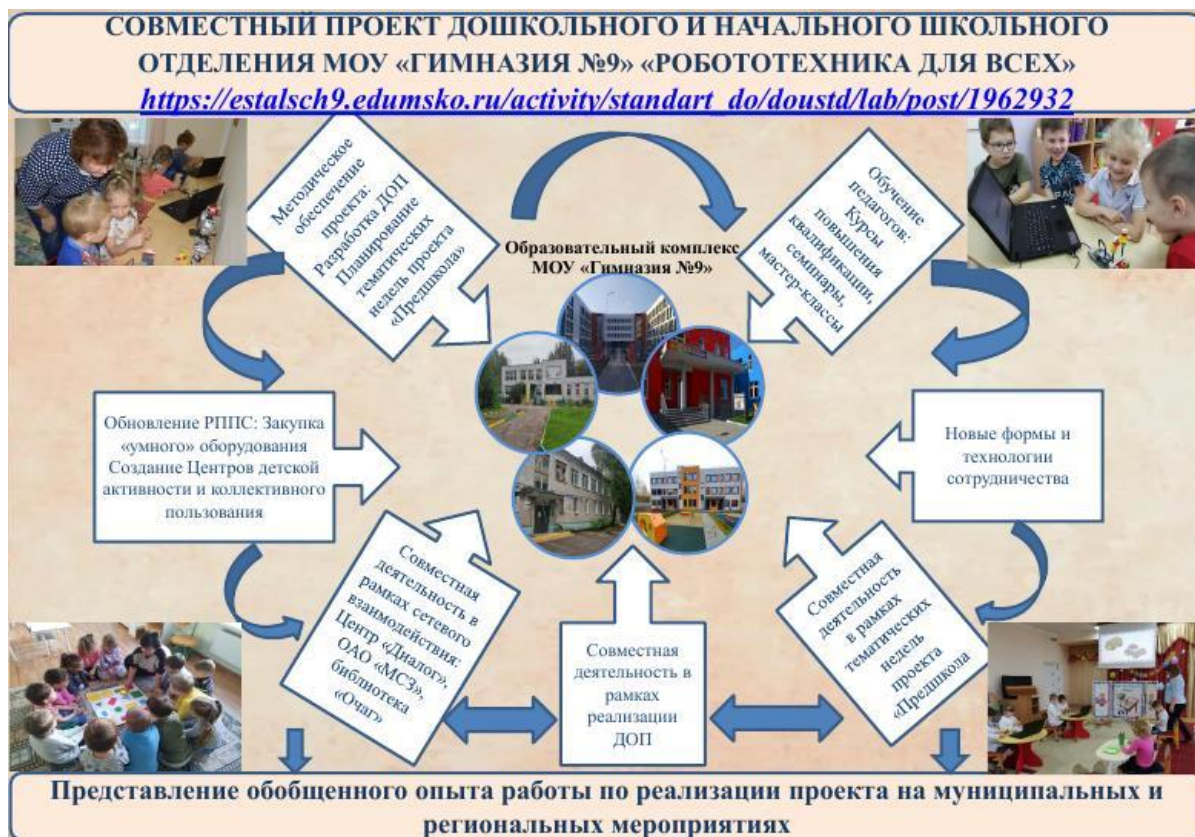 СОВМЕСТНЫЙ ПРОЕКТ ДОШКОЛЬНОГО И НАЧАЛЬНОГО ШКОЛЬНОГО
ОТДЕЛЕНИЯ МОУ «ГИМНАЗИЯ №9» «РОБОТОТЕХНИКА ДЛЯ ВСЕХ»
https://estalsch9.edumsko.ru/activity/standart_do/doustd/lab/post/1962932
Методическое
обеспечение
проекта:
Разработка ДОП
Планирование
тематических
недель проекта
«Предшкола»
Образовательный комплекс
МОУ «Гимназия №9»
Обучение
педагогов:
Курсы
повышения
квалификации,
семинары,
мастер-классы
Обновление РППС: Закупка
«умного» оборудования
Создание Центров детской
активности и коллективного
пользования
Новые формы и
технологии
сотрудничества
Совместная
деятельность в
рамках сетевого
взаимодействия:
Центр «Диалог»,
ОАО «МСЗ»,
библиотека
«Очаг»
Совместная
деятельность в
рамках
реализации
ДОП
Совместная
деятельность
в рамках
тематических
недель
проекта
«Предшкола
Представление обобщенного опыта работы по реализации проекта на муниципальных и
региональных мероприятиях